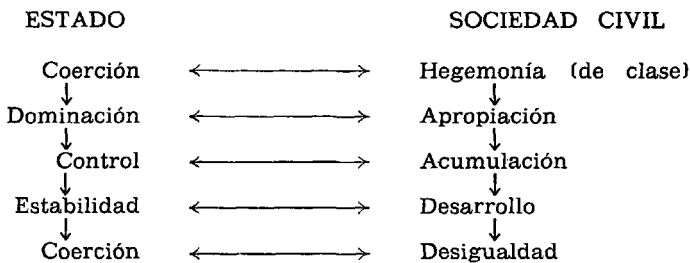 ESTADO SOCIEDAD CIVIL
Coerción Hegemonía (de clase)
Dominación Apropiación
Control Acumulación
Estabilidad Desarrollo
Coerción Desigualdad